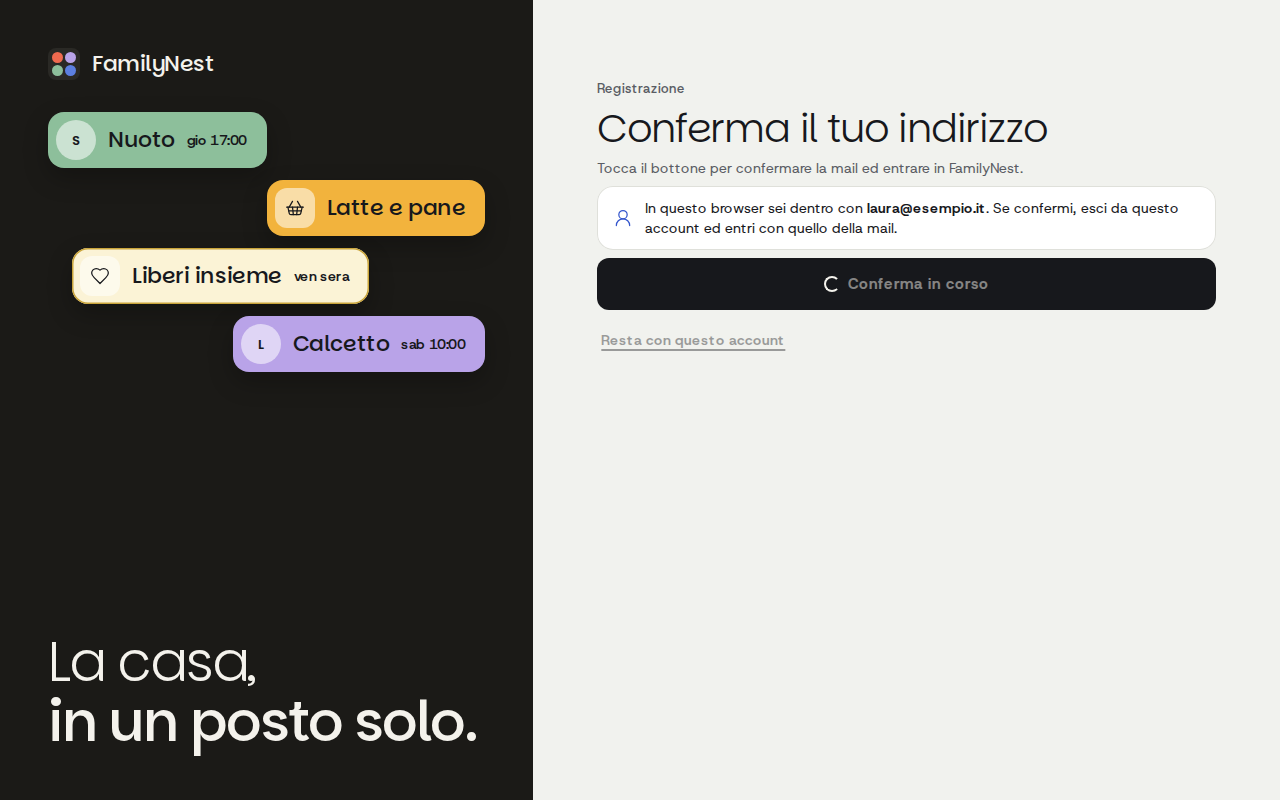 FamilyNest
S Nuoto gio 17:00
Latte e pane
Liberi insieme ven sera
L Calcetto sab 10:00
La casa,
in un posto solo.
Registrazione
Conferma il tuo indirizzo
Tocca il bottone per confermare la mail ed entrare in FamilyNest.
In questo browser sei dentro con laura@esempio.it. Se confermi, esci da questo
account ed entri con quello della mail.
Conferma in corso
Resta con questo account